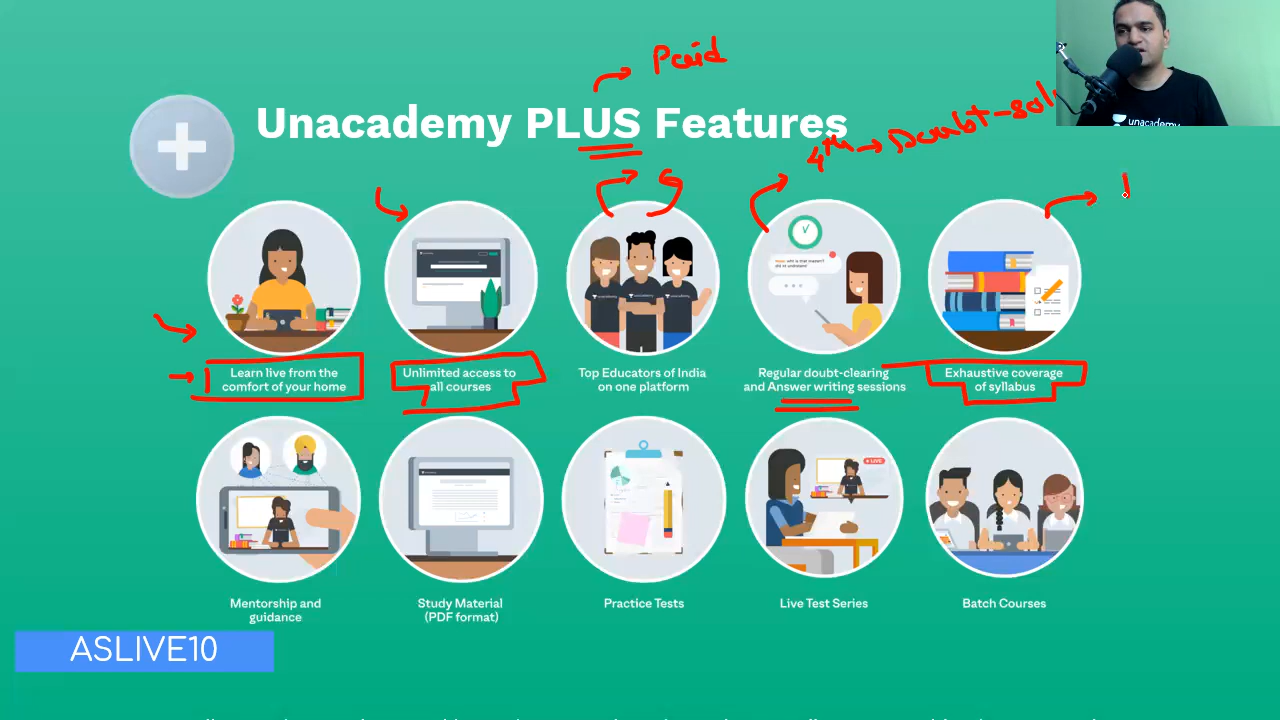 Paid
Unacademy PLUS Features
4th → Doubt-sol
Learn live from the
comfort of your home
Unlimited access to
all courses
Top Educators of India
on one platform
Regular doubt-clearing
and Answer writing sessions
Exhaustive coverage
of syllabus
Mentorship and
guidance
Study Material
(PDF format)
Practice Tests
LIVE
Live Test Series
Batch Courses
ASLIVE10
unacademy
unacademy